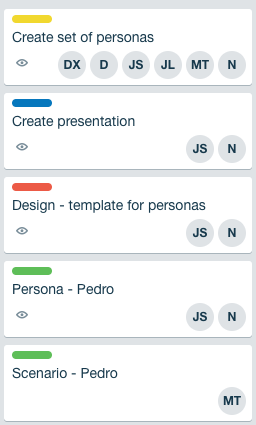 Create set of personas
DX D JS JL MT N
Create presentation
JS N
Design - template for personas
JS N
Persona - Pedro
JS N
Scenario - Pedro
MT